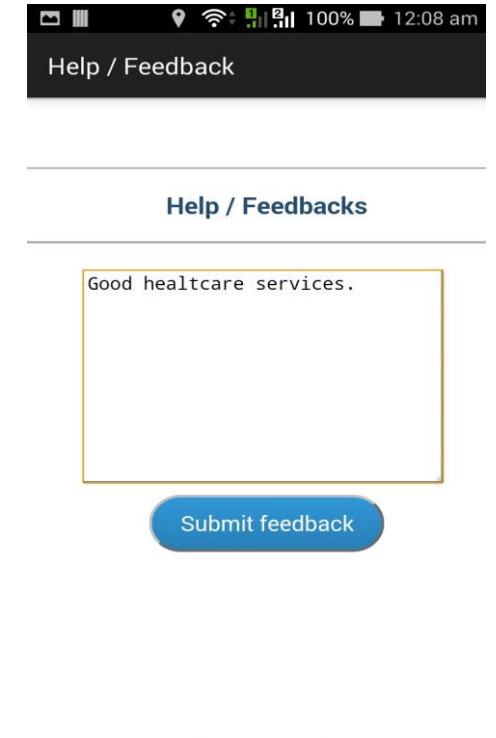 100% 12:08 am
Help / Feedback
Help / Feedbacks
Good healtcare services.
Submit feedback